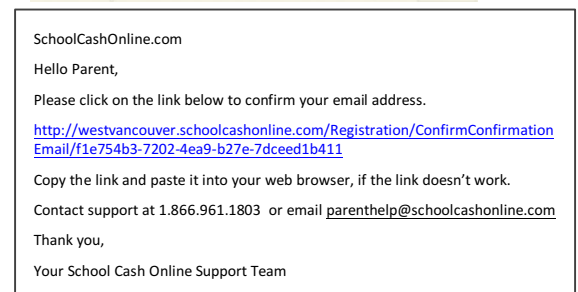 SchoolCashOnline.com
Hello Parent,
Please click on the link below to confirm your email address.
http://westvancouver.schoolcashonline.com/Registration/ConfirmConfirmation
Email/f1e754b3-7202-4ea9-b27e-7dceed1b411
Copy the link and paste it into your web browser, if the link doesn’t work.
Contact support at 1.866.961.1803 or email parenthelp@schoolcashonline.com
Thank you,
Your School Cash Online Support Team